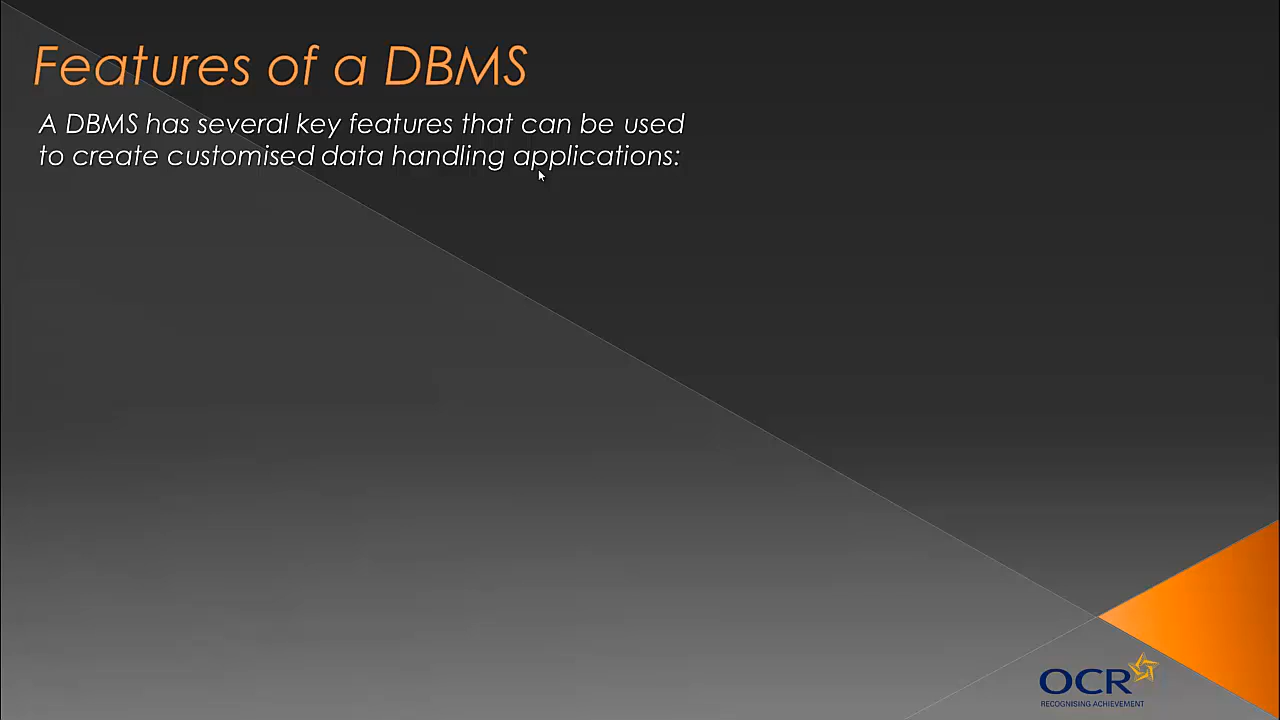 Features of a DBMS
A DBMS has several key features that can be used
to create customised data handling applications:
OCR
RECOGNISING ACHIEVEMENT